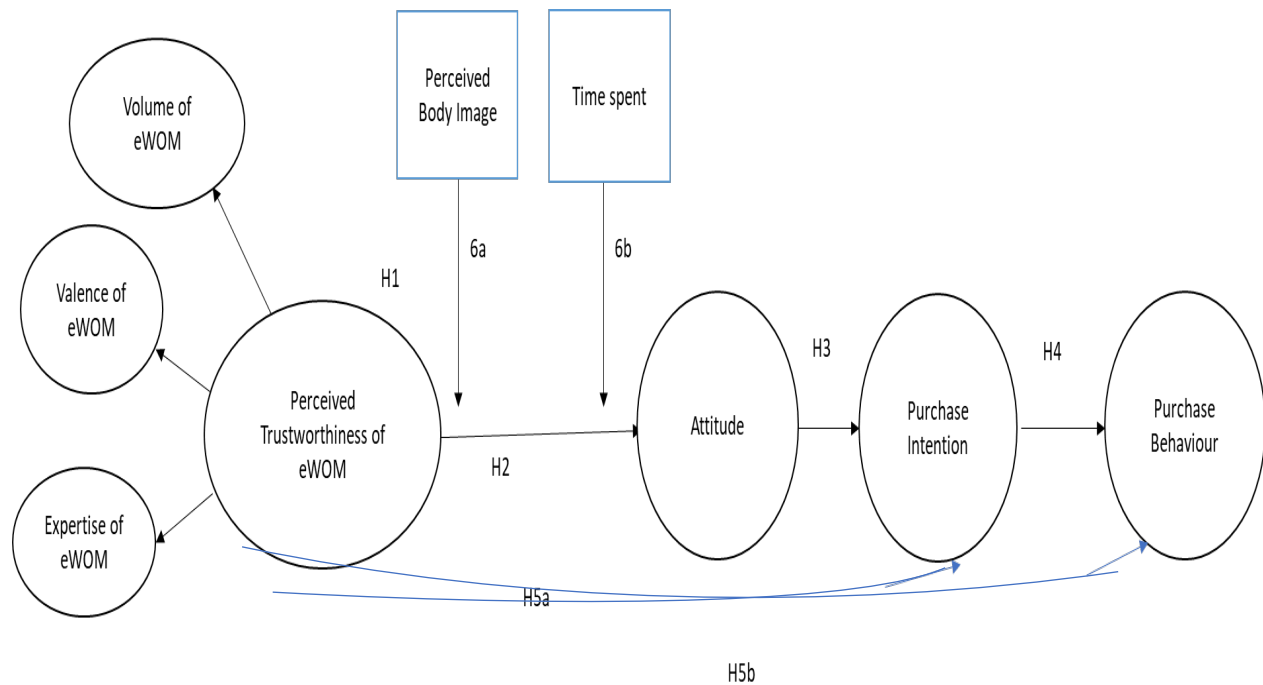 Volume of
eWOM
Perceived
Body Image
Time spent
Valence of
eWOM
H1
6a
6b
Perceived
Trustworthiness of
eWOM
H2
Attitude
H3
Purchase
Intention
H4
Purchase
Behaviour
Expertise of
eWOM
H5a
H5b